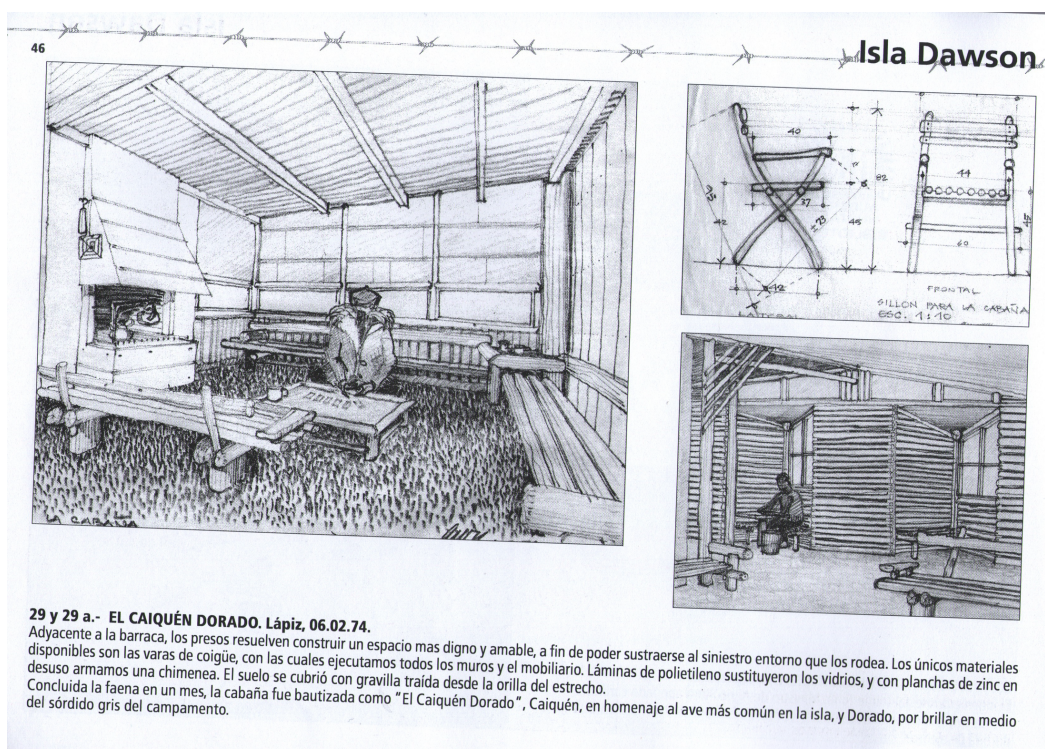 46
Isla Dawson
LA CABAÑA
40
82
44
37
42
45
60
42
FRONTAL
LATERAL
SILLON PARA LA CABAÑA
ESC. 1:10
29 y 29 a.- EL CAIQUÉN DORADO. Lápiz, 06.02.74.
Adyacente a la barraca, los presos resuelven construir un espacio mas digno y amable, a fin de poder sustraerse al siniestro entorno que los rodea. Los únicos materiales
disponibles son las varas de coigüe, con las cuales ejecutamos todos los muros y el mobiliario. Láminas de polietileno sustituyeron los vidrios, y con planchas de zinc en
desuso armamos una chimenea. El suelo se cubrió con gravilla traída desde la orilla del estrecho.
Concluida la faena en un mes, la cabaña fue bautizada como "El Caiquén Dorado", Caiquén, en homenaje al ave más común en la isla, y Dorado, por brillar en medio
del sórdido gris del campamento.